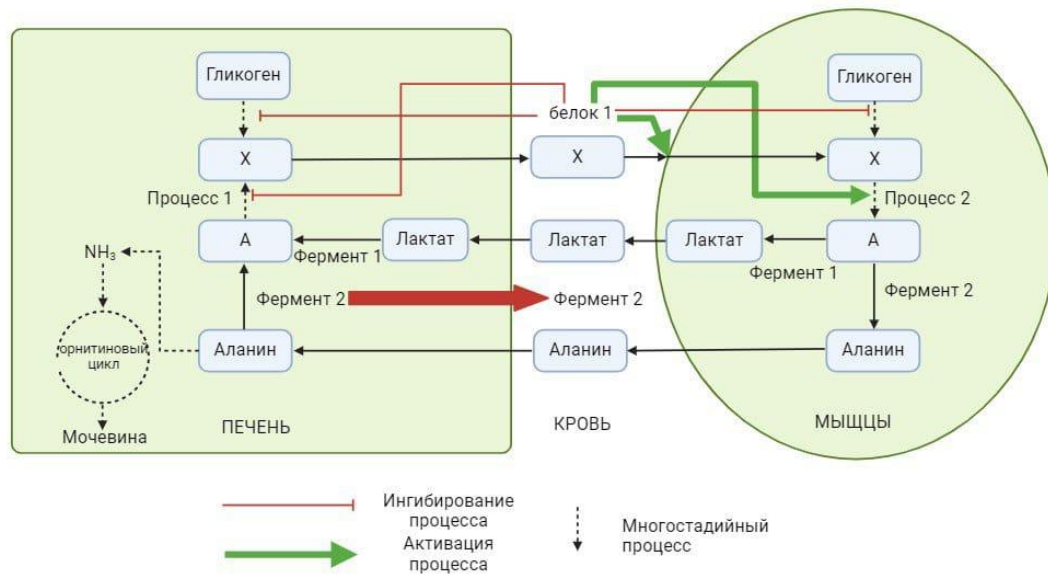 Гликоген
Гликоген
белок 1
X
X
X
Процесс 1
Процесс 2
А
Лактат
Лактат
Лактат
А
Фермент 1
Фермент 1
NH₃
Фермент 2
Фермент 2
Фермент 2
орнитиновый
цикл
Аланин
Аланин
Аланин
Мочевина
ПЕЧЕНЬ
КРОВЬ
МЫЩЦЫ
Ингибирование
процесса
Активация
процесса
Многостадийный
процесс